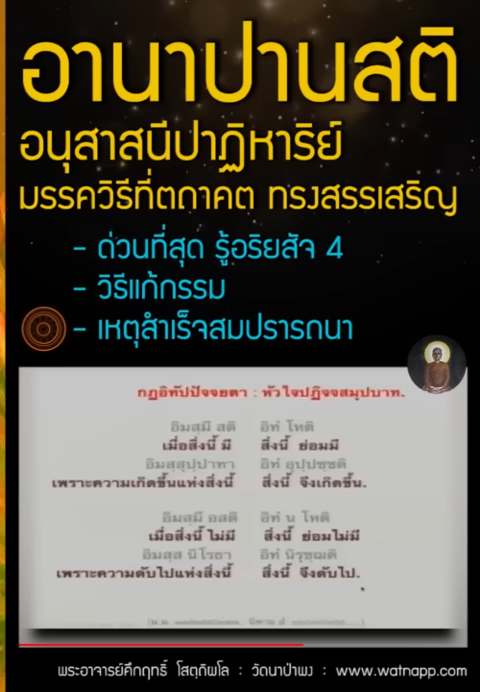 อานาปานสติ
อนุสาสนีปาฏิหาริย์
มรรควิธีที่ตถาคต ทรงสรรเสริญ
- ด่วนที่สุด รู้อริยสัจ 4
- วิธีแก้กรรม
- เหตุสำเร็จสมปรารถนา
กฎอิทัปปัจจยตา : หัวใจปฏิจจสมุปบาท.
อิมสฺมึ สติ อิทํ โหติ
เมื่อสิ่งนี้ มี สิ่งนี้ ย่อมมี
อิมสฺสุปฺปาทา อิทํ อุปฺปชฺชติ
เพราะความเกิดขึ้นแห่งสิ่งนี้ สิ่งนี้ จึงเกิดขึ้น.
อิมสฺมึ อสติ อิทํ น โหติ
เมื่อสิ่งนี้ ไม่มี สิ่งนี้ ย่อมไม่มี
อิมสฺส นิโรธา อิทํ นิรุชฺฌติ
เพราะความดับไปแห่งสิ่งนี้ สิ่งนี้ จึงดับไป.
พระอาจารย์คึกฤทธิ์ โสตฺถิผโล : วัดนาป่าพง : www.watnapp.com